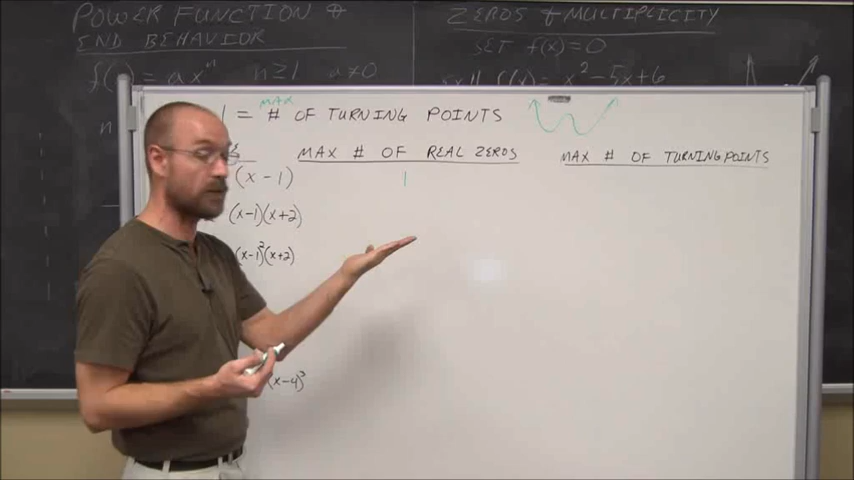 POWER FUNCTION &
END BEHAVIOR
f( ) = axⁿ n ≥ 1 a ≠ 0
n
ZEROS & MULTIPLICITY
SET f(x) = 0
f(x) = x² - 5x + 6
MAX
1 = # OF TURNING POINTS
MAX # OF REAL ZEROS
MAX # OF TURNING POINTS
(x - 1)
1
(x-1)(x+2)
(x-1)²(x+2)
(x-4)³